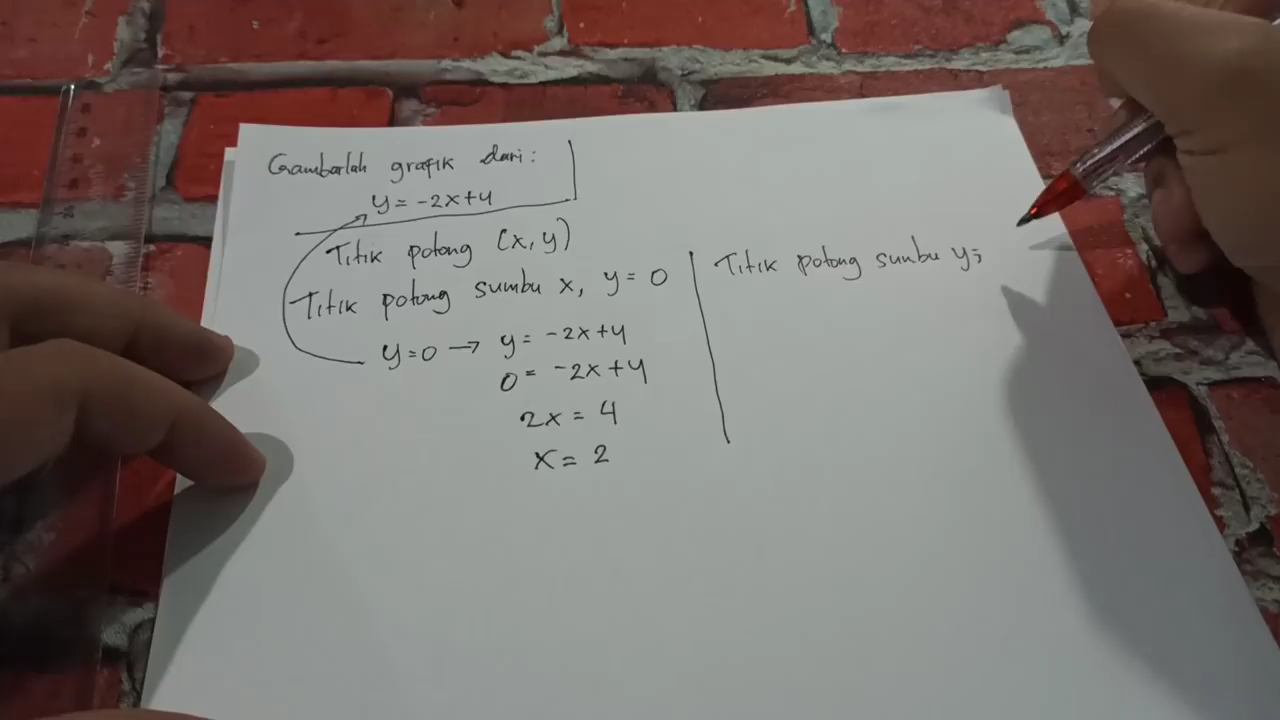 Gambarlah grafik dari:
y = -2x+4
Titik potong (x, y)
Titik potong sumbu x, y = 0
y=0 → y = -2x+4
0 = -2x+4
2x = 4
x = 2
Titik potong sumbu y;